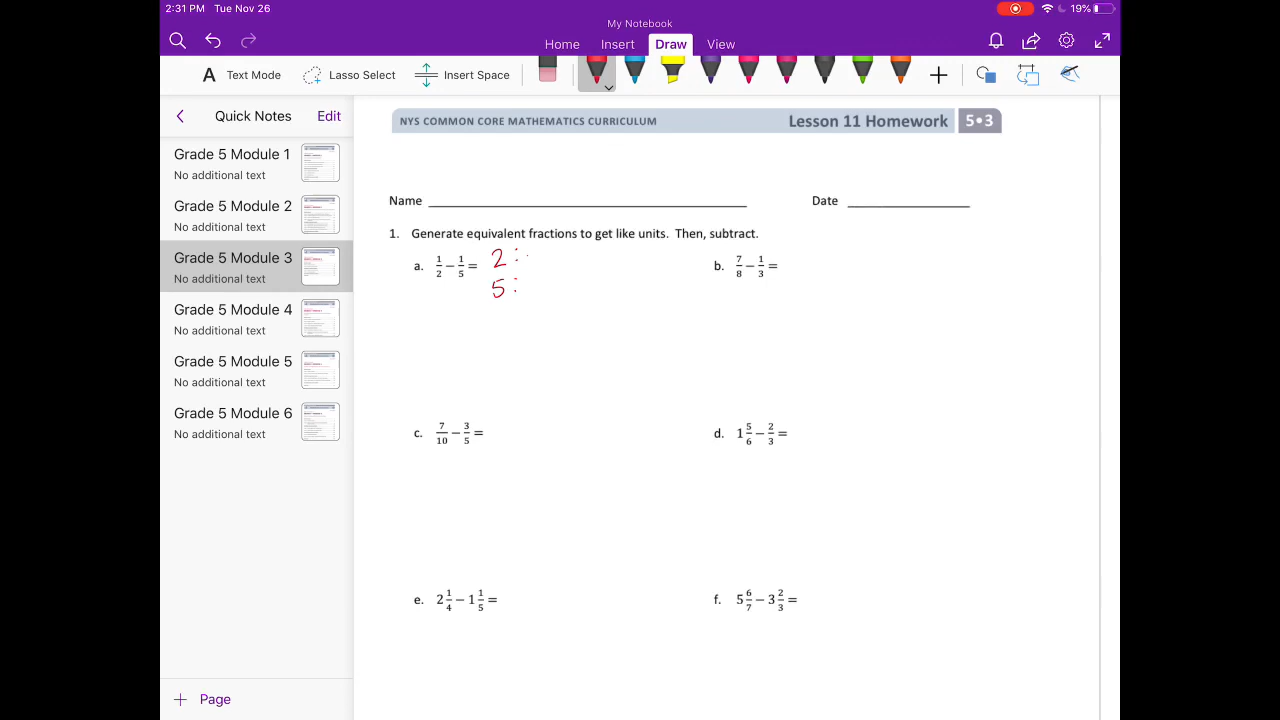 2:31 PM Tue Nov 26
19%
My Notebook
Home Insert Draw View
A Text Mode Lasso Select Insert Space
Quick Notes Edit
Grade 5 Module 1
No additional text
Grade 5 Module 2
No additional text
Grade 5 Module 3
No additional text
Grade 5 Module 4
No additional text
Grade 5 Module 5
No additional text
Grade 5 Module 6
No additional text
+ Page
NYS COMMON CORE MATHEMATICS CURRICULUM Lesson 11 Homework 5•3
Name Date
1. Generate equivalent fractions to get like units. Then, subtract.
a. 1/2 − 1/5 = 2 :
5 :
b. 7/8 − 1/3 =
c. 7/10 − 3/5 =
d. 1 5/6 − 2/3 =
e. 2 1/4 − 1 1/5 =
f. 5 6/7 − 3 2/3 =